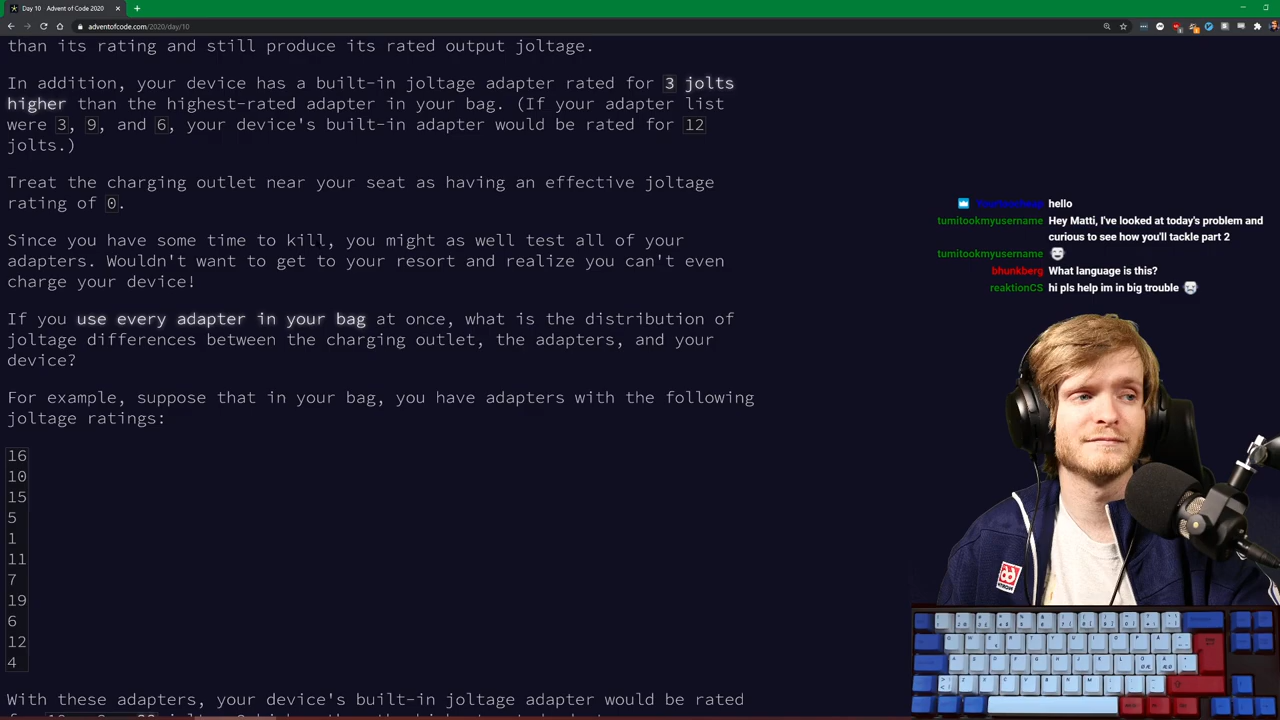 Day 10 Advent of Code 2020
adventofcode.com/2020/day/10
than its rating and still produce its rated output joltage.
In addition, your device has a built-in joltage adapter rated for 3 jolts
higher than the highest-rated adapter in your bag. (If your adapter list
were 3, 9, and 6, your device's built-in adapter would be rated for 12
jolts.)
Treat the charging outlet near your seat as having an effective joltage
rating of 0.
Since you have some time to kill, you might as well test all of your
adapters. Wouldn't want to get to your resort and realize you can't even
charge your device!
If you use every adapter in your bag at once, what is the distribution of
joltage differences between the charging outlet, the adapters, and your
device?
For example, suppose that in your bag, you have adapters with the following
joltage ratings:
16
10
15
5
1
11
7
19
6
12
4
With these adapters, your device's built-in joltage adapter would be rated
hello
tumitookmyusername Hey Matti, I've looked at today's problem and
curious to see how you'll tackle part 2
tumitookmyusername
bhunkberg What language is this?
reaktionCS hi pls help im in big trouble